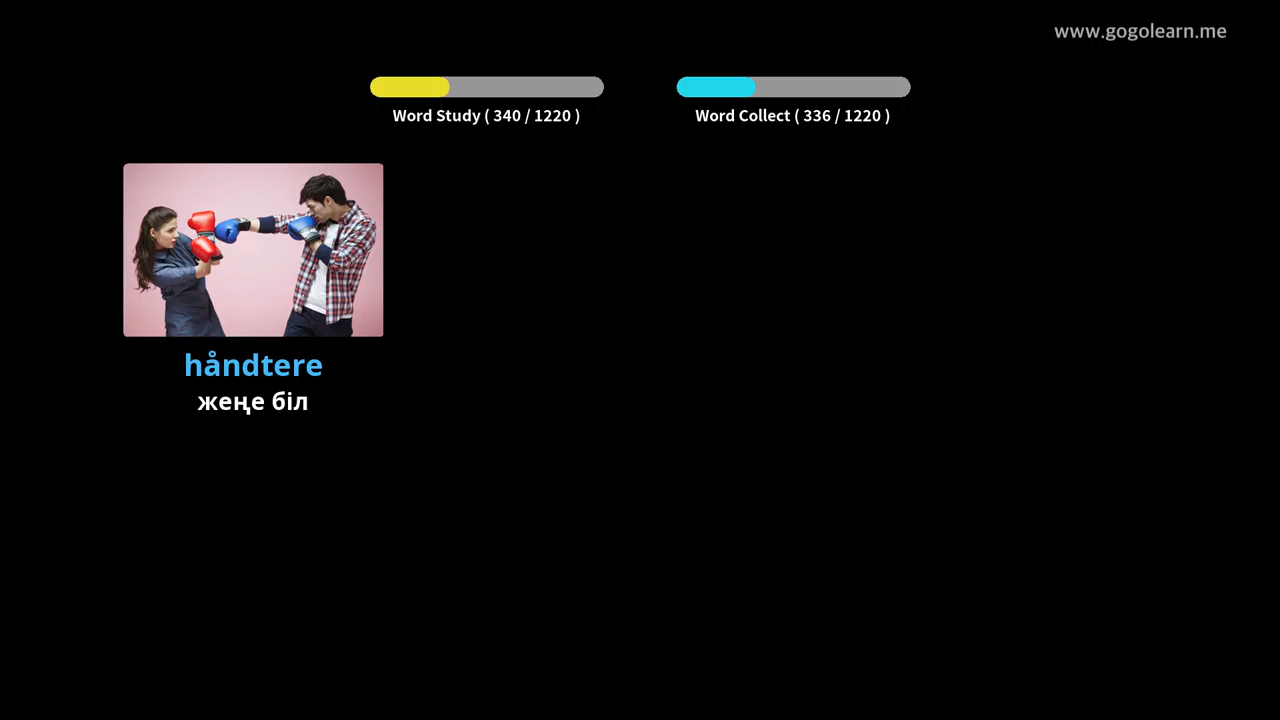 www.gogolearn.me
Word Study ( 340 / 1220 )
Word Collect ( 336 / 1220 )
håndtere
жеңе біл